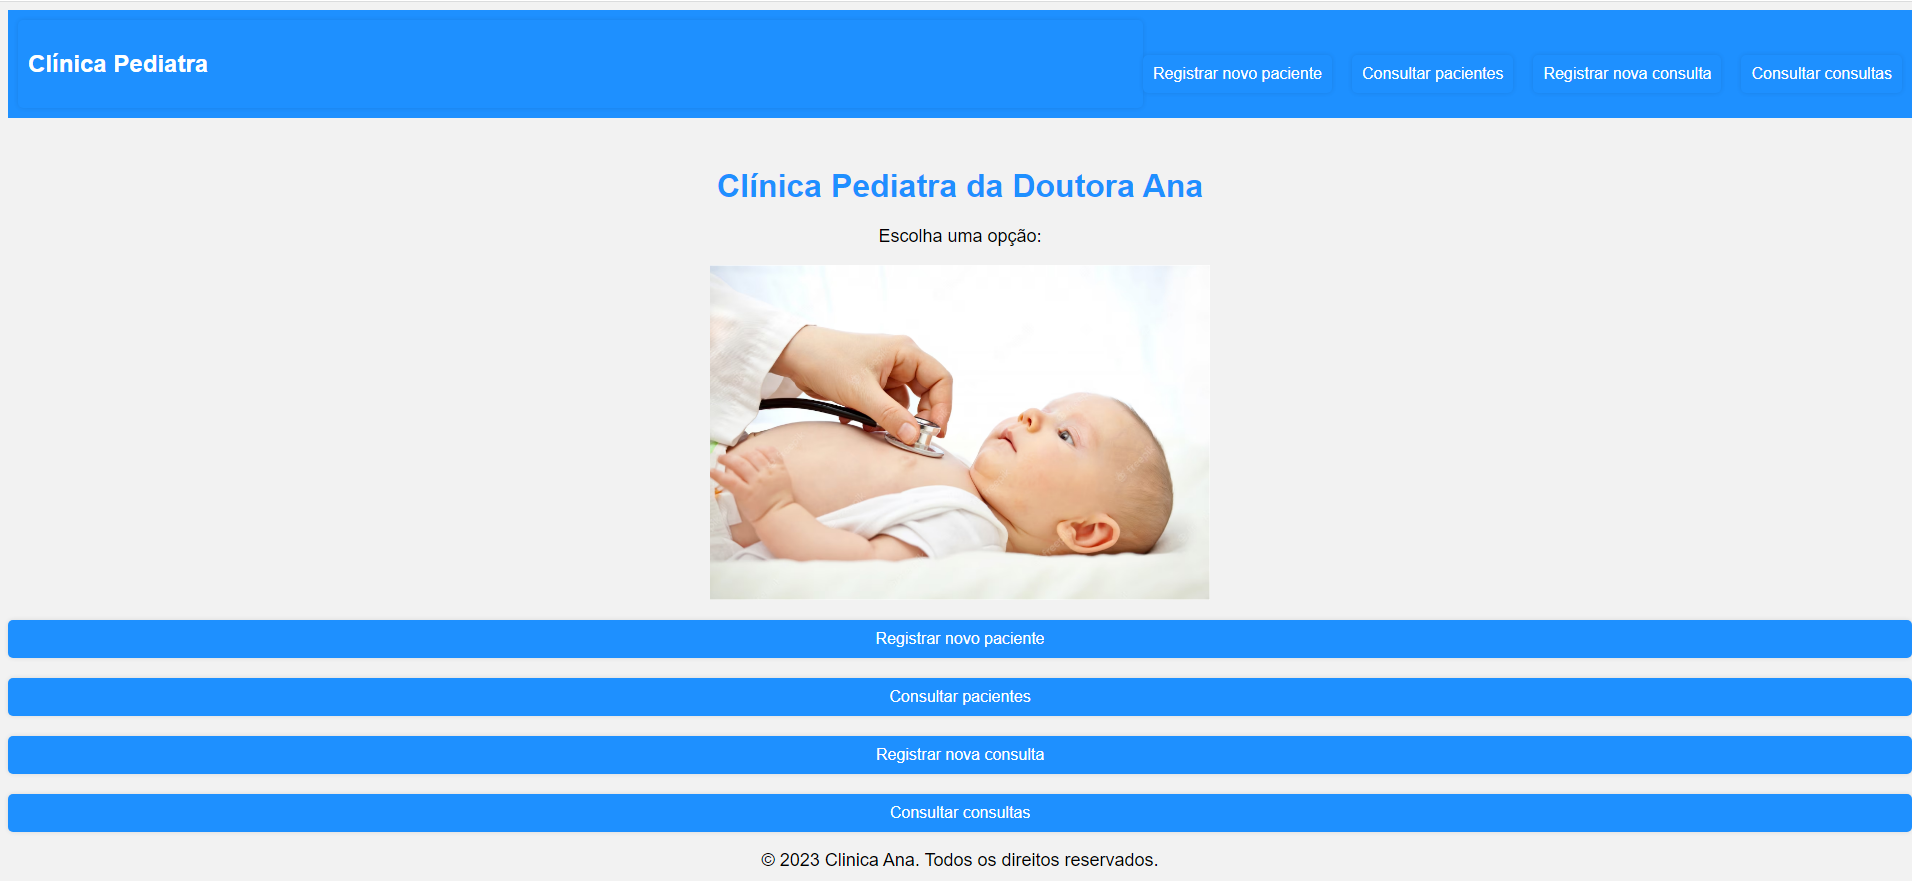 Clínica Pediatra
Registrar novo paciente
Consultar pacientes
Registrar nova consulta
Consultar consultas
Clínica Pediatra da Doutora Ana
Escolha uma opção:
Registrar novo paciente
Consultar pacientes
Registrar nova consulta
Consultar consultas
© 2023 Clinica Ana. Todos os direitos reservados.